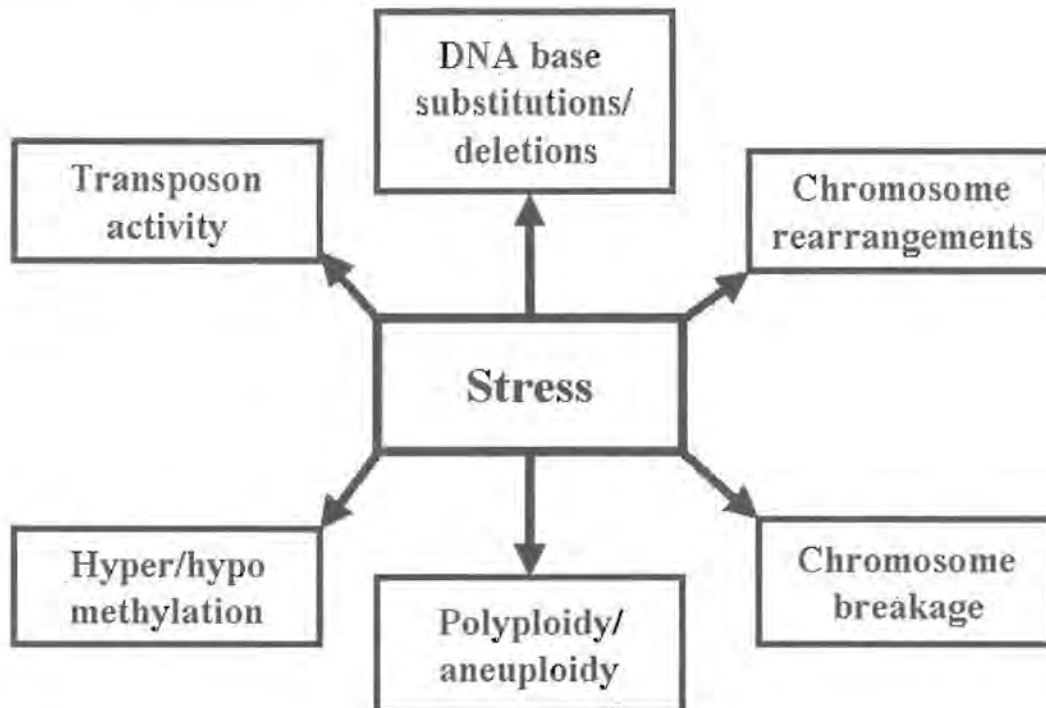 DNA base
substitutions/
deletions
Transposon
activity
Chromosome
rearrangements
Stress
Hyper/hypo
methylation
Polyploidy/
aneuploidy
Chromosome
breakage